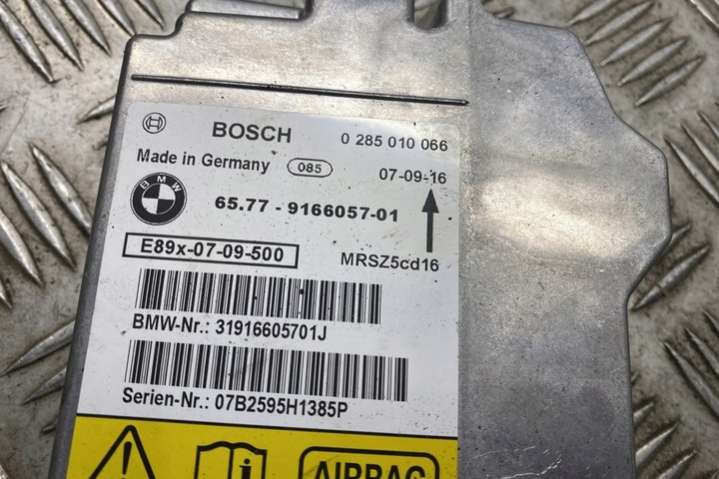 BOSCH 0 285 010 066
Made in Germany 085 07-09-16
BMW 65.77 - 9166057-01
E89x-07-09-500 MRSZ5cd16
BMW-Nr.: 31916605701J
Serien-Nr.: 07B2595H1385P
AIRBAG